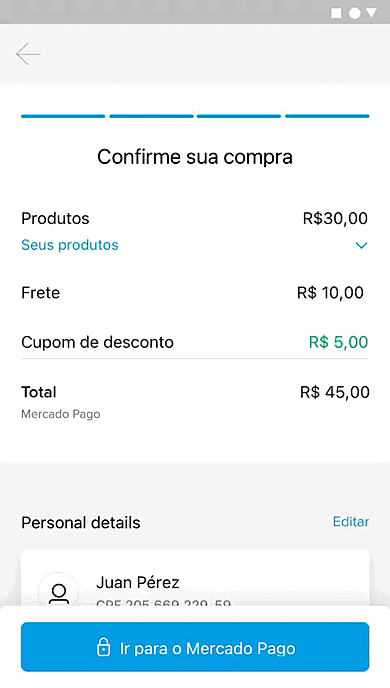 Confirme sua compra
Produtos R$30,00
Seus produtos
Frete R$ 10,00
Cupom de desconto R$ 5,00
Total R$ 45,00
Mercado Pago
Personal details Editar
Juan Pérez
CPF 205.669.229-59
Ir para o Mercado Pago